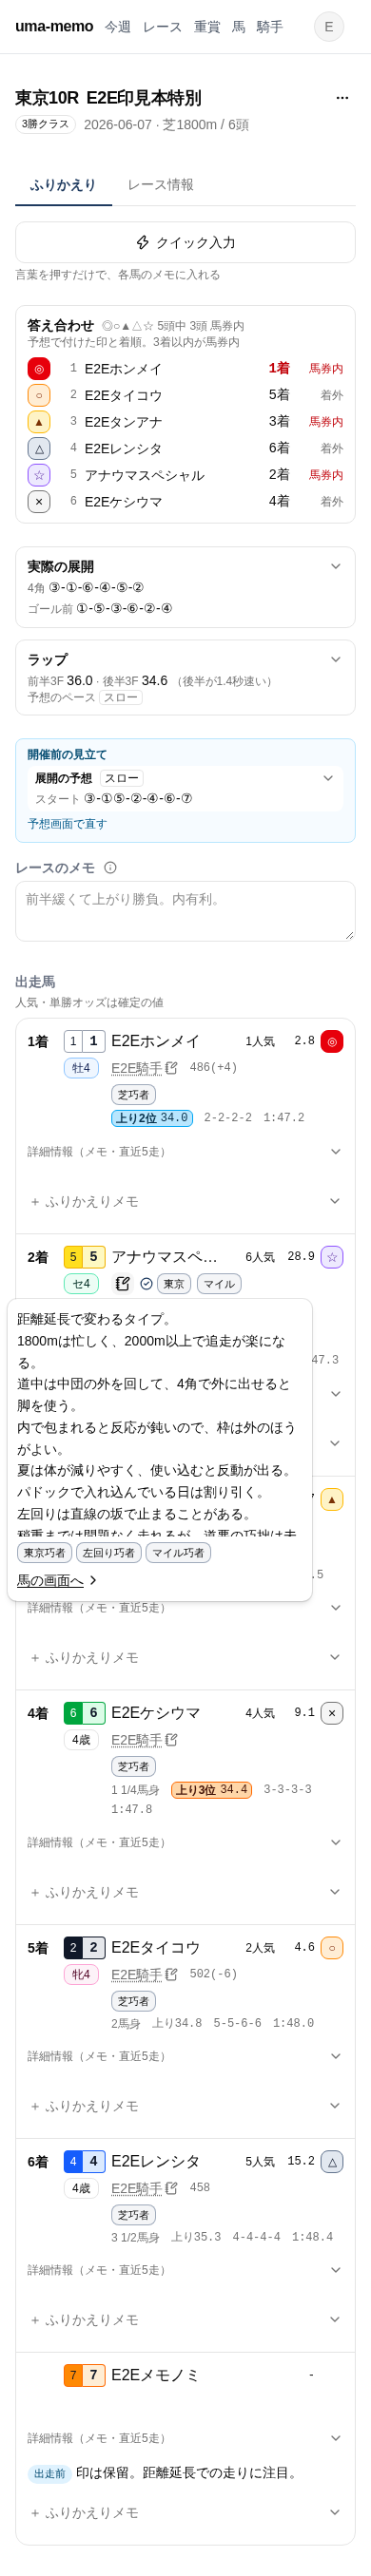 uma-memo 今週 レース 重賞 馬 騎手 E
東京10R E2E印見本特別 …
3勝クラス 2026-06-07 · 芝1800m / 6頭
ふりかえり レース情報
クイック入力
言葉を押すだけで、各馬のメモに入れる
答え合わせ ◎○▲△☆ 5頭中 3頭 馬券内
予想で付けた印と着順。3着以内が馬券内
◎ 1 E2Eホンメイ 1着 馬券内
○ 2 E2Eタイコウ 5着 着外
▲ 3 E2Eタンアナ 3着 馬券内
△ 4 E2Eレンシタ 6着 着外
☆ 5 アナウマスペシャル 2着 馬券内
× 6 E2Eケシウマ 4着 着外
実際の展開
4角 ③-①-⑥-④-⑤-②
ゴール前 ①-⑤-③-⑥-②-④
ラップ
前半3F 36.0 · 後半3F 34.6 （後半が1.4秒速い）
予想のペース スロー
開催前の見立て
展開の予想 スロー
スタート ③-①⑤-②-④-⑥-⑦
予想画面で直す
レースのメモ
前半緩くて上がり勝負。内有利。
出走馬
人気・単勝オッズは確定の値
1着 1 1 E2Eホンメイ 1人気 2.8 ◎
牡4 E2E騎手 486(+4)
芝巧者
上り2位 34.0 2-2-2-2 1:47.2
詳細情報（メモ・直近5走）
＋ ふりかえりメモ
2着 5 5 アナウマスペ… 6人気 28.9 ☆
セ4 東京 マイル
距離延長で変わるタイプ。
1800mは忙しく、2000m以上で追走が楽にな
る。
47.3
道中は中団の外を回して、4角で外に出せると
脚を使う。
内で包まれると反応が鈍いので、枠は外のほう
がよい。
夏は体が減りやすく、使い込むと反動が出る。
パドックで入れ込んでいる日は割り引く。
▲
左回りは直線の坂で止まることがある。
東京巧者 左回り巧者 マイル巧者
.5
馬の画面へ
詳細情報（メモ・直近5走）
＋ ふりかえりメモ
4着 6 6 E2Eケシウマ 4人気 9.1 ×
4歳 E2E騎手
芝巧者
1 1/4馬身 上り3位 34.4 3-3-3-3
1:47.8
詳細情報（メモ・直近5走）
＋ ふりかえりメモ
5着 2 2 E2Eタイコウ 2人気 4.6 ○
牝4 E2E騎手 502(-6)
芝巧者
2馬身 上り34.8 5-5-6-6 1:48.0
詳細情報（メモ・直近5走）
＋ ふりかえりメモ
6着 4 4 E2Eレンシタ 5人気 15.2 △
4歳 E2E騎手 458
芝巧者
3 1/2馬身 上り35.3 4-4-4-4 1:48.4
詳細情報（メモ・直近5走）
＋ ふりかえりメモ
7 7 E2Eメモノミ -
詳細情報（メモ・直近5走）
出走前 印は保留。距離延長での走りに注目。
＋ ふりかえりメモ